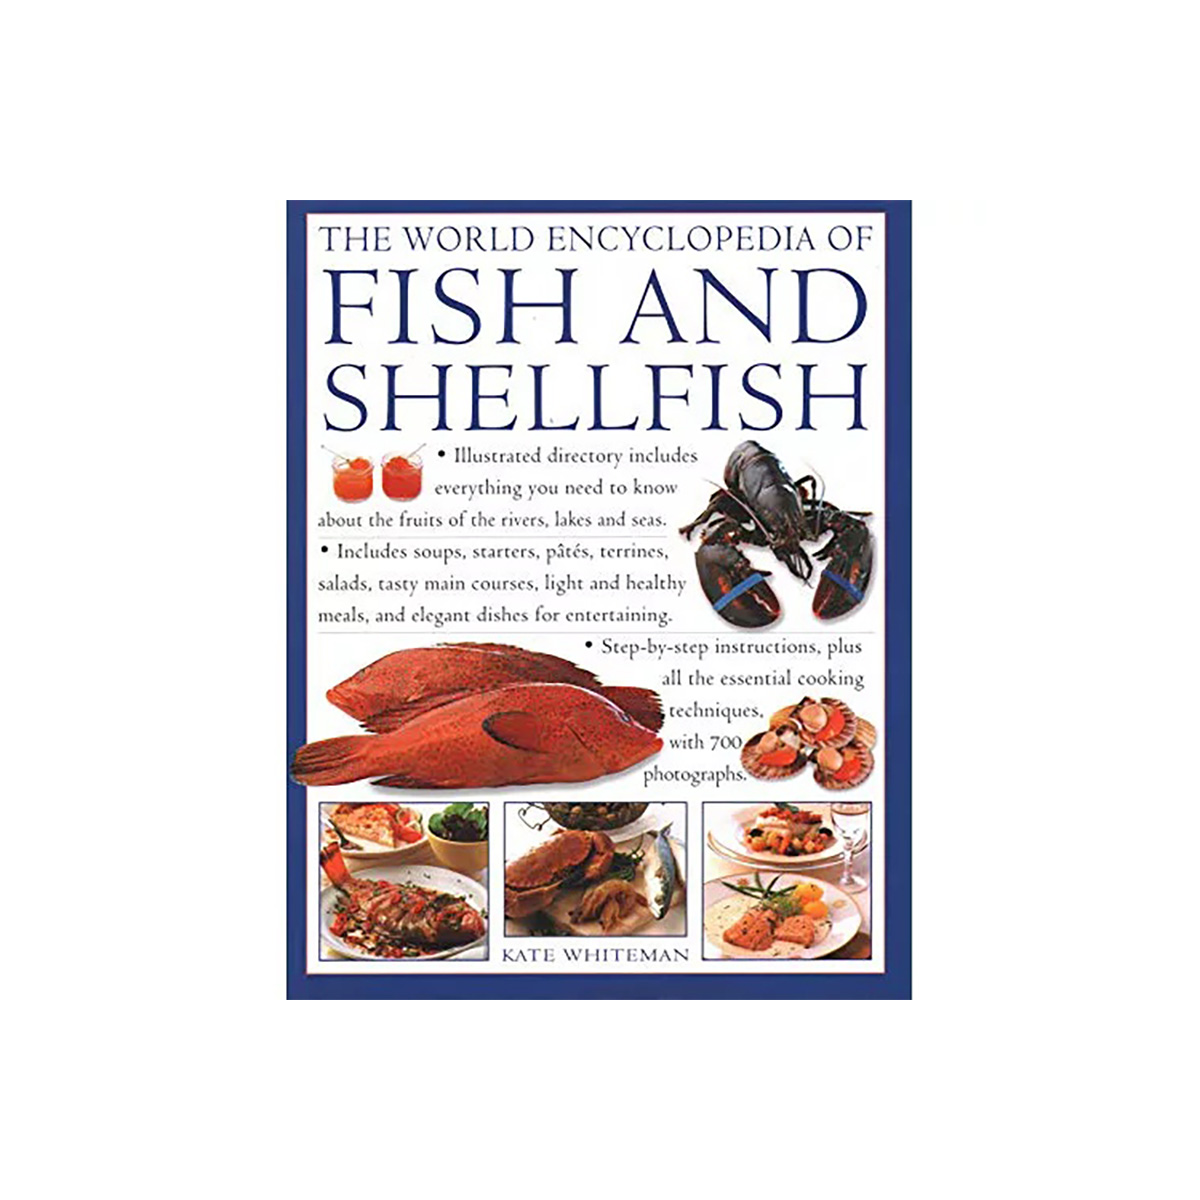 THE WORLD ENCYCLOPEDIA OF
FISH AND
SHELLFISH
• Illustrated directory includes
everything you need to know
about the fruits of the rivers, lakes and seas.
• Includes soups, starters, pâtés, terrines,
salads, tasty main courses, light and healthy
meals, and elegant dishes for entertaining.
• Step-by-step instructions, plus
all the essential cooking
techniques,
with 700
photographs.
KATE WHITEMAN